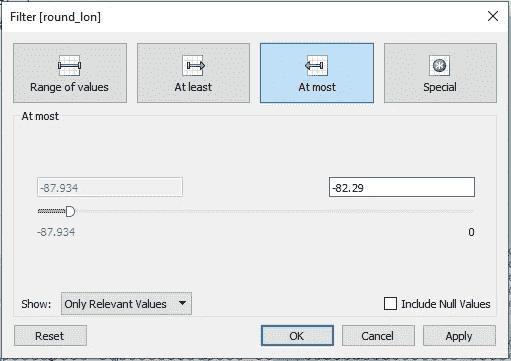 Filter [round_lon]
Range of values At least At most Special
At most
-87.934 -82.29
-87.934 0
Show: Only Relevant Values Include Null Values
Reset OK Cancel Apply